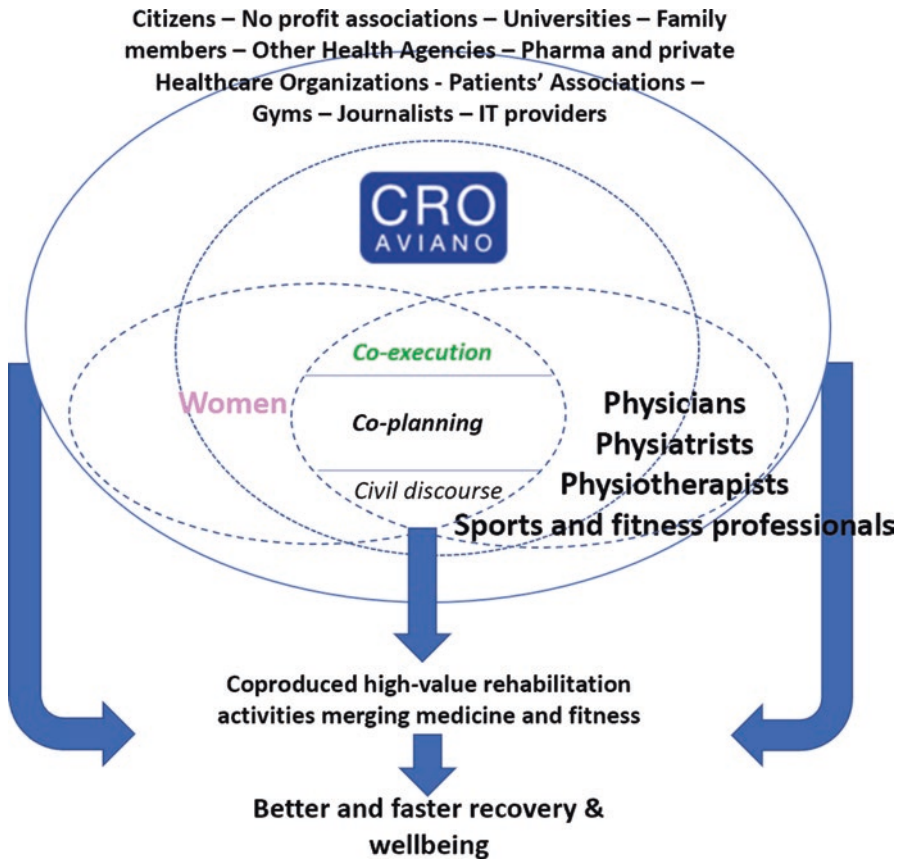 Citizens – No profit associations – Universities – Family
members – Other Health Agencies – Pharma and private
Healthcare Organizations - Patients’ Associations –
Gyms – Journalists – IT providers
CRO
AVIANO
Co-execution
Women
Co-planning
Civil discourse
Physicians
Physiatrists
Physiotherapists
Sports and fitness professionals
Coproduced high-value rehabilitation
activities merging medicine and fitness
Better and faster recovery &
wellbeing